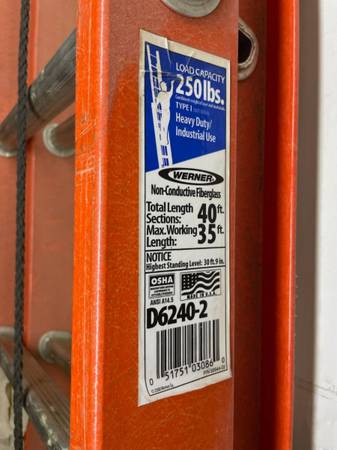 LOAD CAPACITY
250 lbs.
TYPE I
Heavy Duty/
Industrial Use
WERNER
Non-Conductive Fiberglass
Total Length
Sections: 40 ft.
Max. Working
Length: 35 ft.
NOTICE
Highest Standing Level: 30 ft. 9 in.
OSHA
MADE IN U.S.A.
ANSI A14.5
D6240-2
0 51751 03086 0